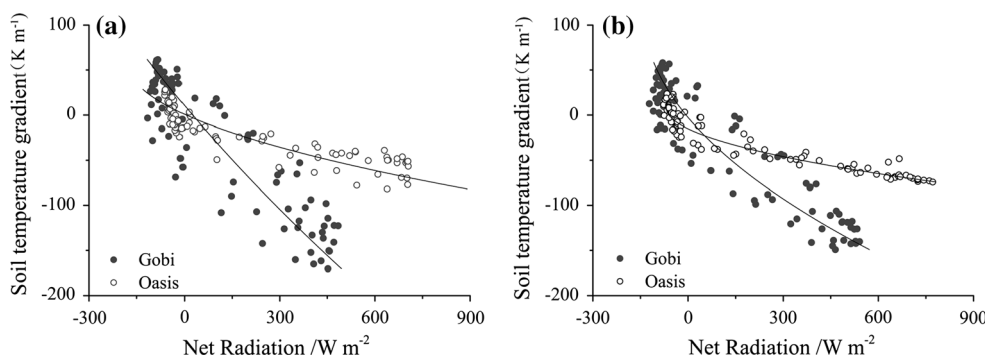 (a)
Soil temperature gradient(K m-1)
100
0
-100
-200
Gobi
Oasis
-300
0
300
600
900
Net Radiation /W m-2
(b)
Soil temperature gradient(K m-1)
100
0
-100
-200
Gobi
Oasis
-300
0
300
600
900
Net Radiation /W m-2